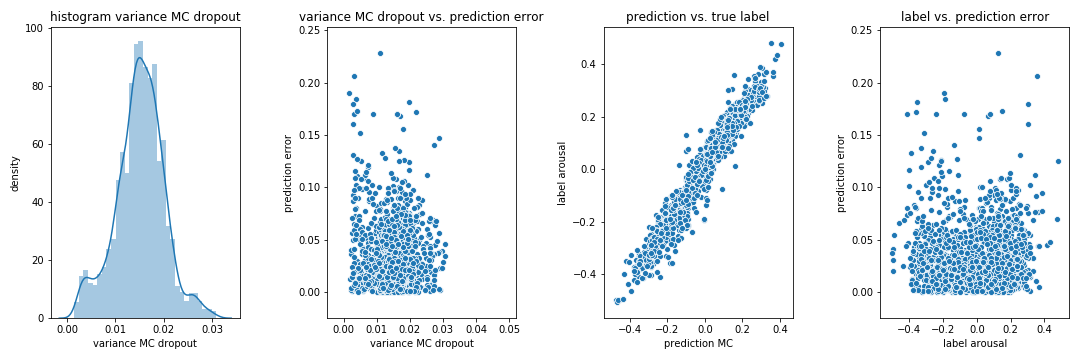 histogram variance MC dropout
100
80
60
40
20
0
density
0.00 0.01 0.02 0.03
variance MC dropout
variance MC dropout vs. prediction error
0.25
0.20
0.15
0.10
0.05
0.00
prediction error
0.00 0.01 0.02 0.03 0.04 0.05
variance MC dropout
prediction vs. true label
0.4
0.2
0.0
−0.2
−0.4
label arousal
−0.4 −0.2 0.0 0.2 0.4
prediction MC
label vs. prediction error
0.25
0.20
0.15
0.10
0.05
0.00
prediction error
−0.4 −0.2 0.0 0.2 0.4
label arousal